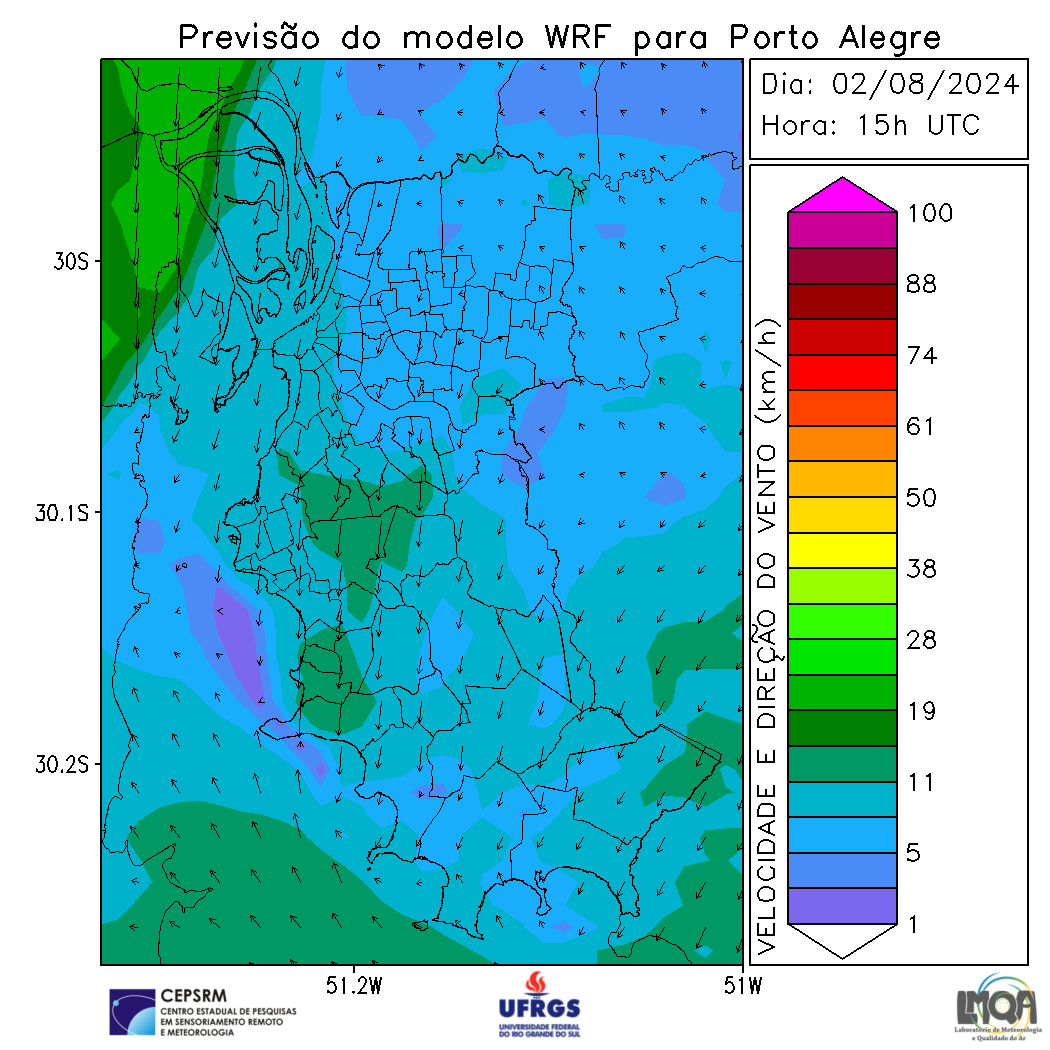 Previsão do modelo WRF para Porto Alegre
Dia: 02/08/2024
Hora: 15h UTC
30S
30.1S
30.2S
51.2W
51W
VELOCIDADE E DIREÇÃO DO VENTO (km/h)
100
88
74
61
50
38
28
19
11
5
1
CEPSRM
CENTRO ESTADUAL DE PESQUISAS
EM SENSORIAMENTO REMOTO
E METEOROLOGIA
UFRGS
UNIVERSIDADE FEDERAL
DO RIO GRANDE DO SUL
LMQA
Laboratório de Meteorologia
e Qualidade do Ar